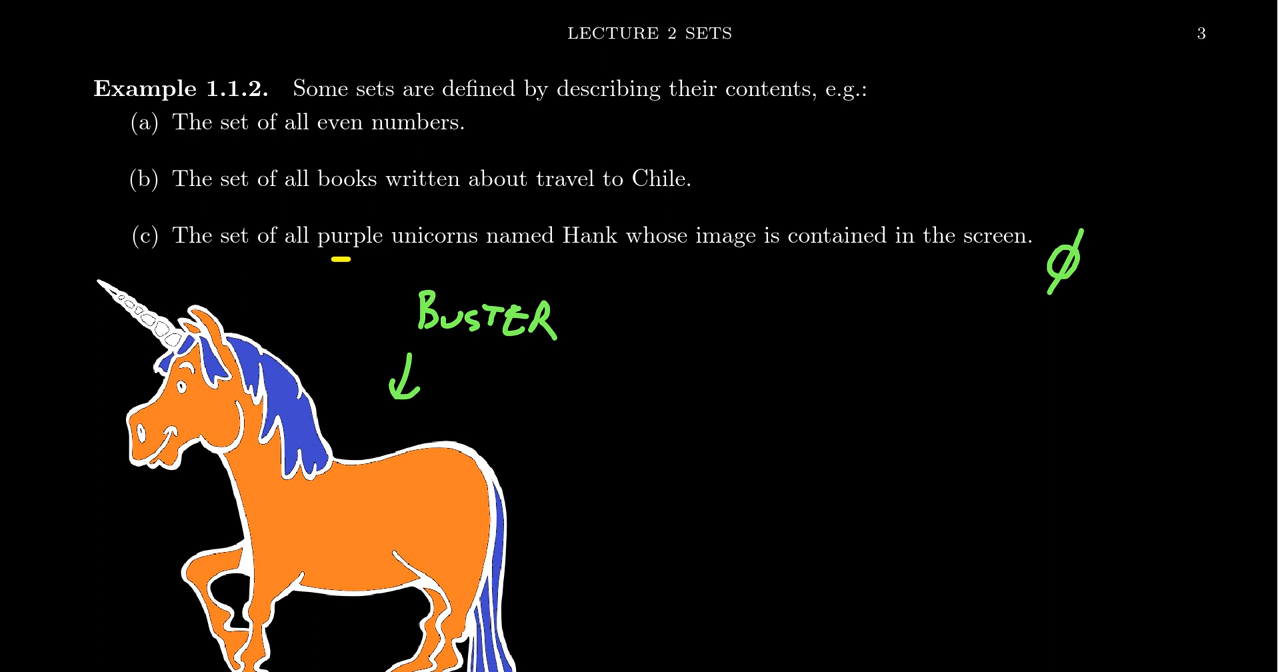 LECTURE 2 SETS 3
Example 1.1.2. Some sets are defined by describing their contents, e.g.:
(a) The set of all even numbers.
(b) The set of all books written about travel to Chile.
(c) The set of all purple unicorns named Hank whose image is contained in the screen.
∅
BUSTER